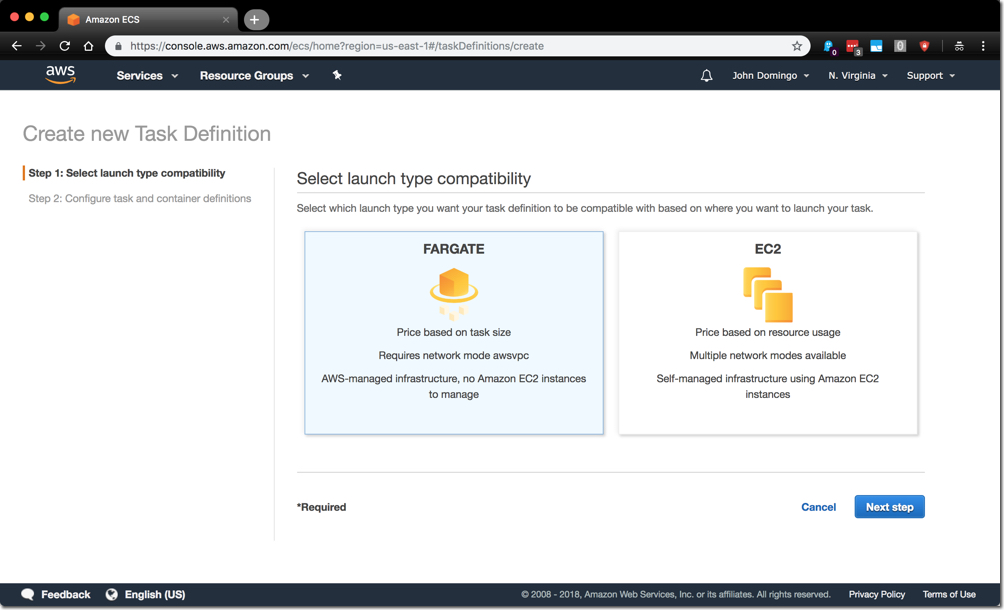 Amazon ECS
https://console.aws.amazon.com/ecs/home?region=us-east-1#/taskDefinitions/create
0
3
aws
Services
Resource Groups
John Domingo
N. Virginia
Support
Create new Task Definition
Step 1: Select launch type compatibility
Step 2: Configure task and container definitions
Select launch type compatibility
Select which launch type you want your task definition to be compatible with based on where you want to launch your task.
FARGATE
Price based on task size
Requires network mode awsvpc
AWS-managed infrastructure, no Amazon EC2 instances
to manage
EC2
Price based on resource usage
Multiple network modes available
Self-managed infrastructure using Amazon EC2
instances
*Required
Cancel
Next step
Feedback
English (US)
© 2008 - 2018, Amazon Web Services, Inc. or its affiliates. All rights reserved.
Privacy Policy
Terms of Use